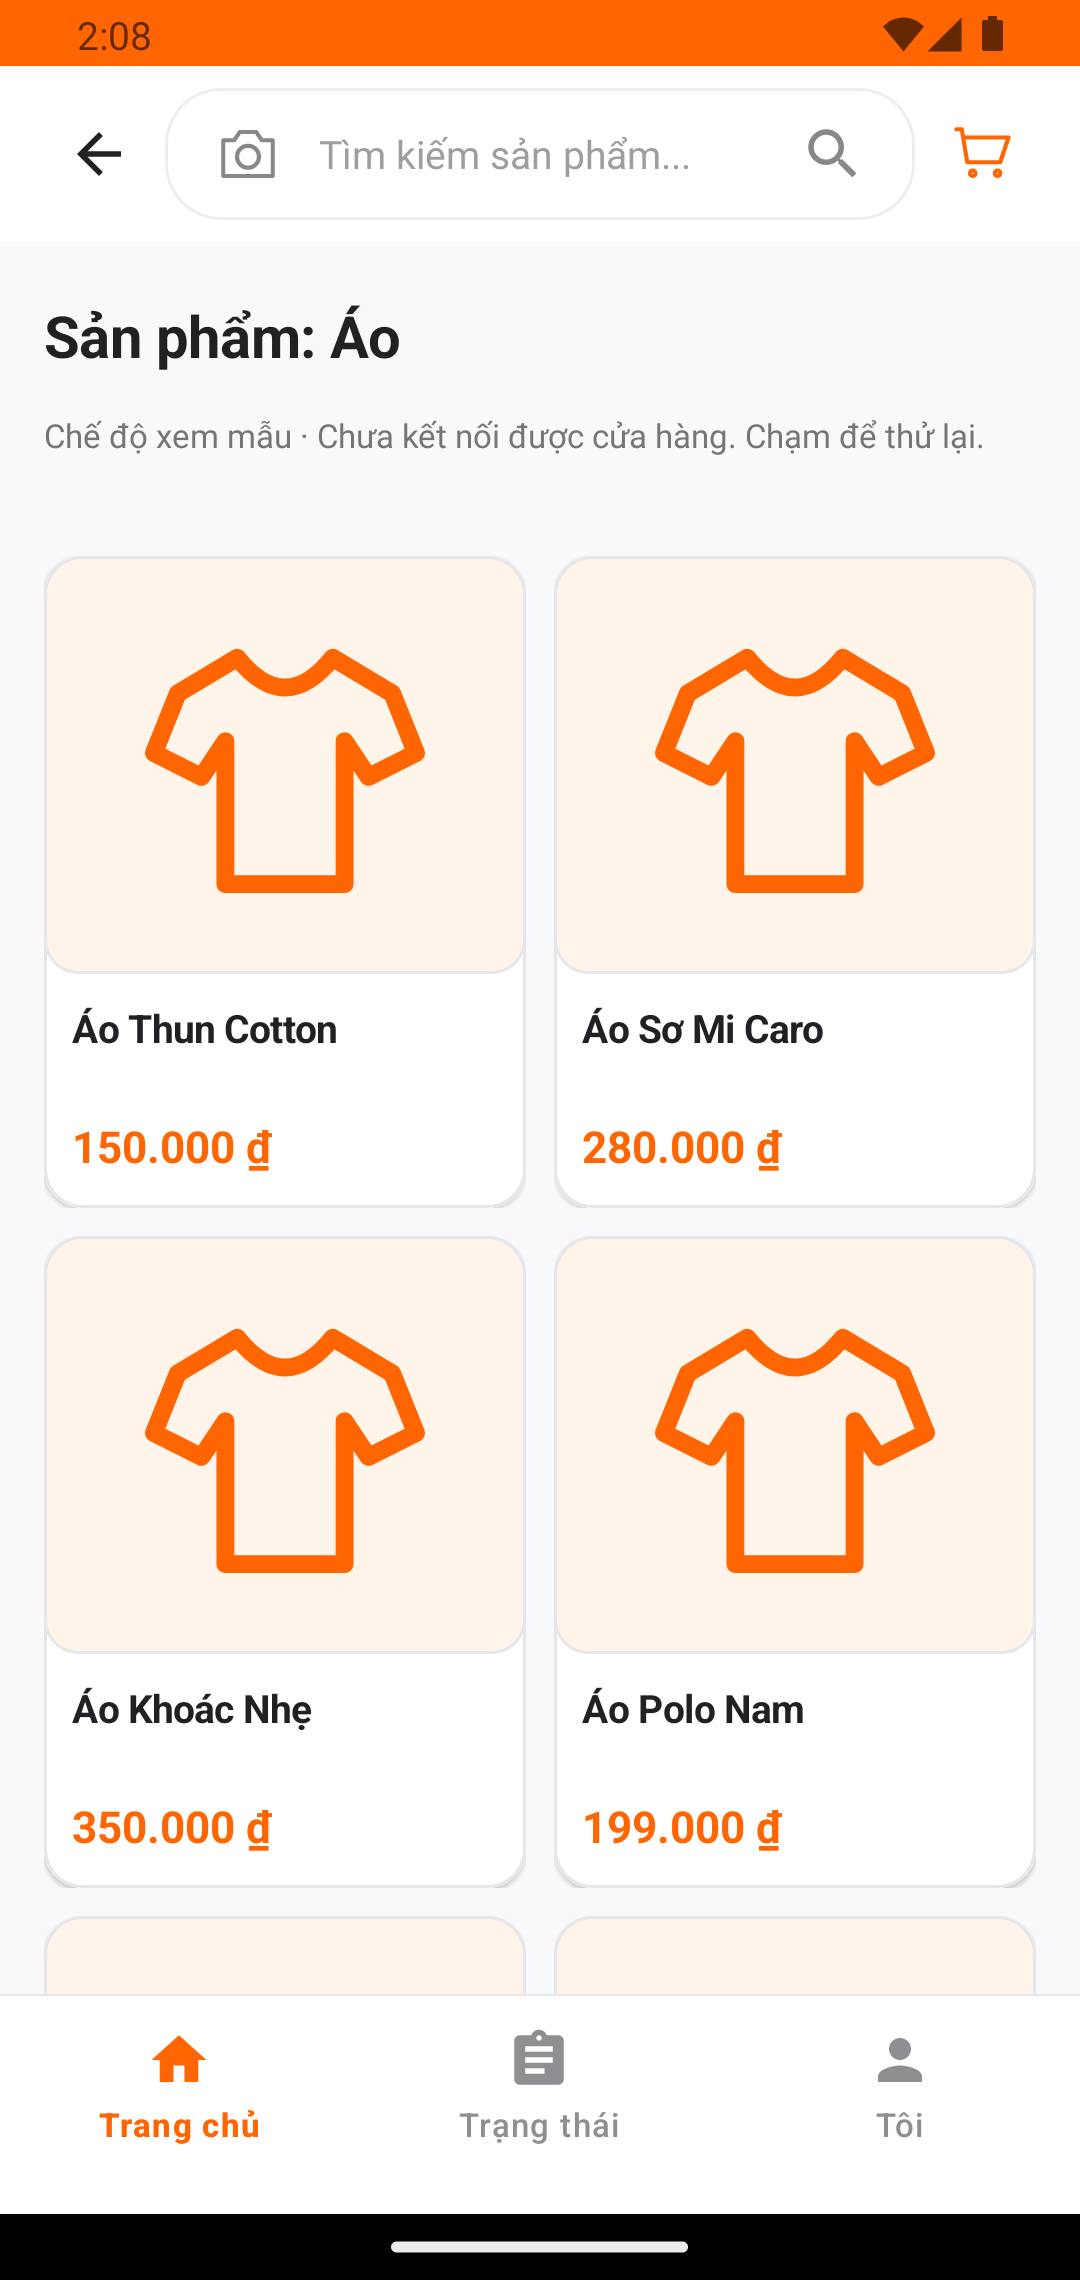 2:08
Tìm kiếm sản phẩm...
Sản phẩm: Áo
Chế độ xem mẫu · Chưa kết nối được cửa hàng. Chạm để thử lại.
Áo Thun Cotton
Áo Sơ Mi Caro
150.000 ₫
280.000 ₫
Áo Khoác Nhẹ
Áo Polo Nam
350.000 ₫
199.000 ₫
Trang chủ
Trạng thái
Tôi